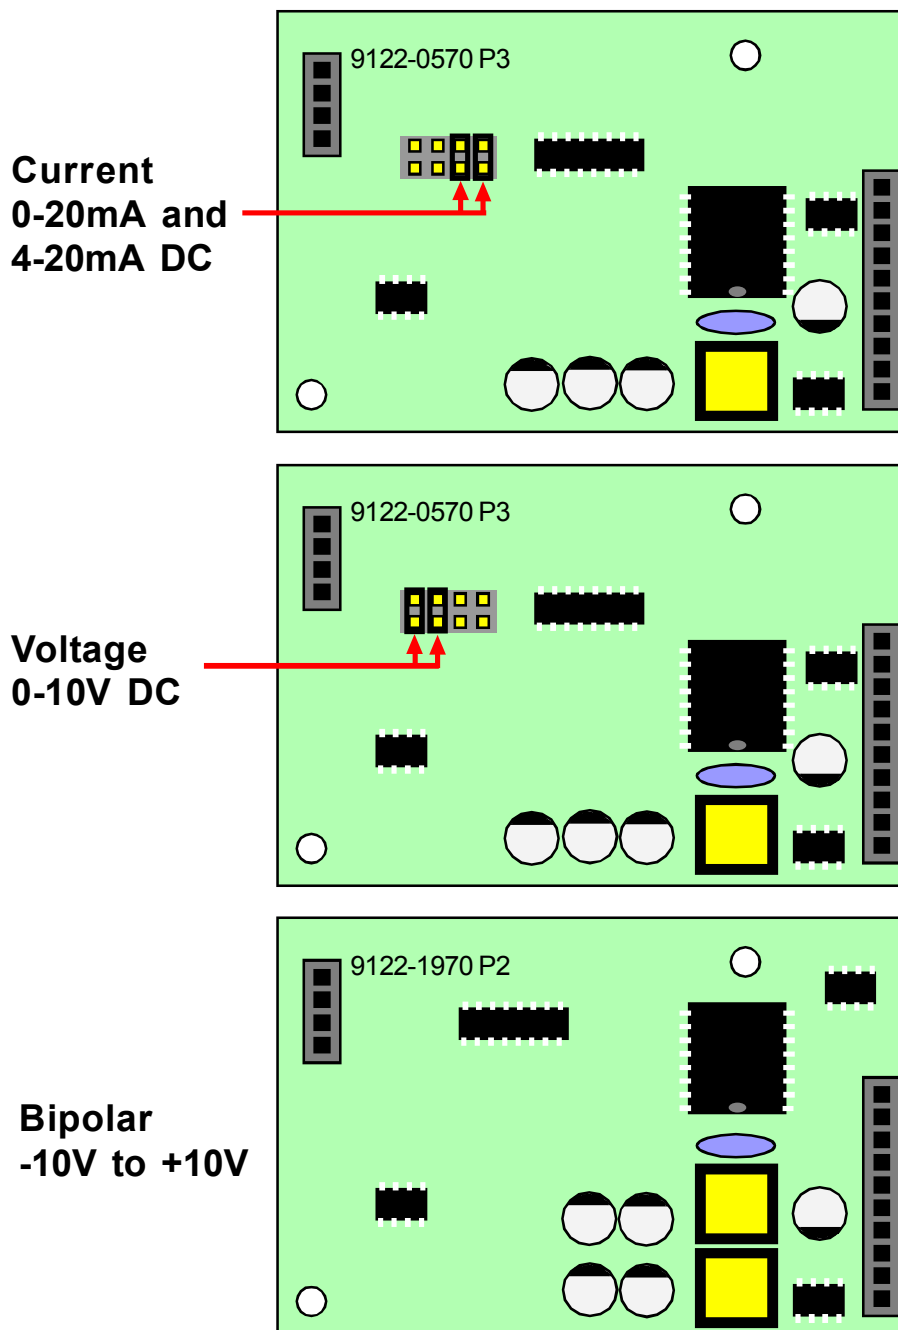 9122-0570 P3
Current
0-20mA and
4-20mA DC
9122-0570 P3
Voltage
0-10V DC
9122-1970 P2
Bipolar
-10V to +10V